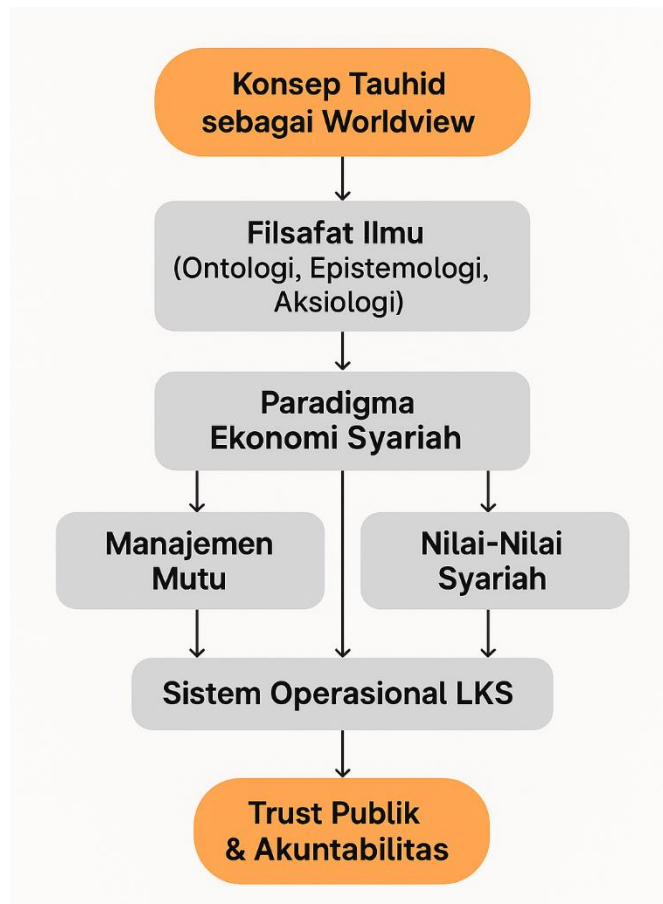 Konsep Tauhid
sebagai Worldview
Filsafat Ilmu
(Ontologi, Epistemologi,
Aksiologi)
Paradigma
Ekonomi Syariah
Manajemen
Mutu
Nilai-Nilai
Syariah
Sistem Operasional LKS
Trust Publik
& Akuntabilitas